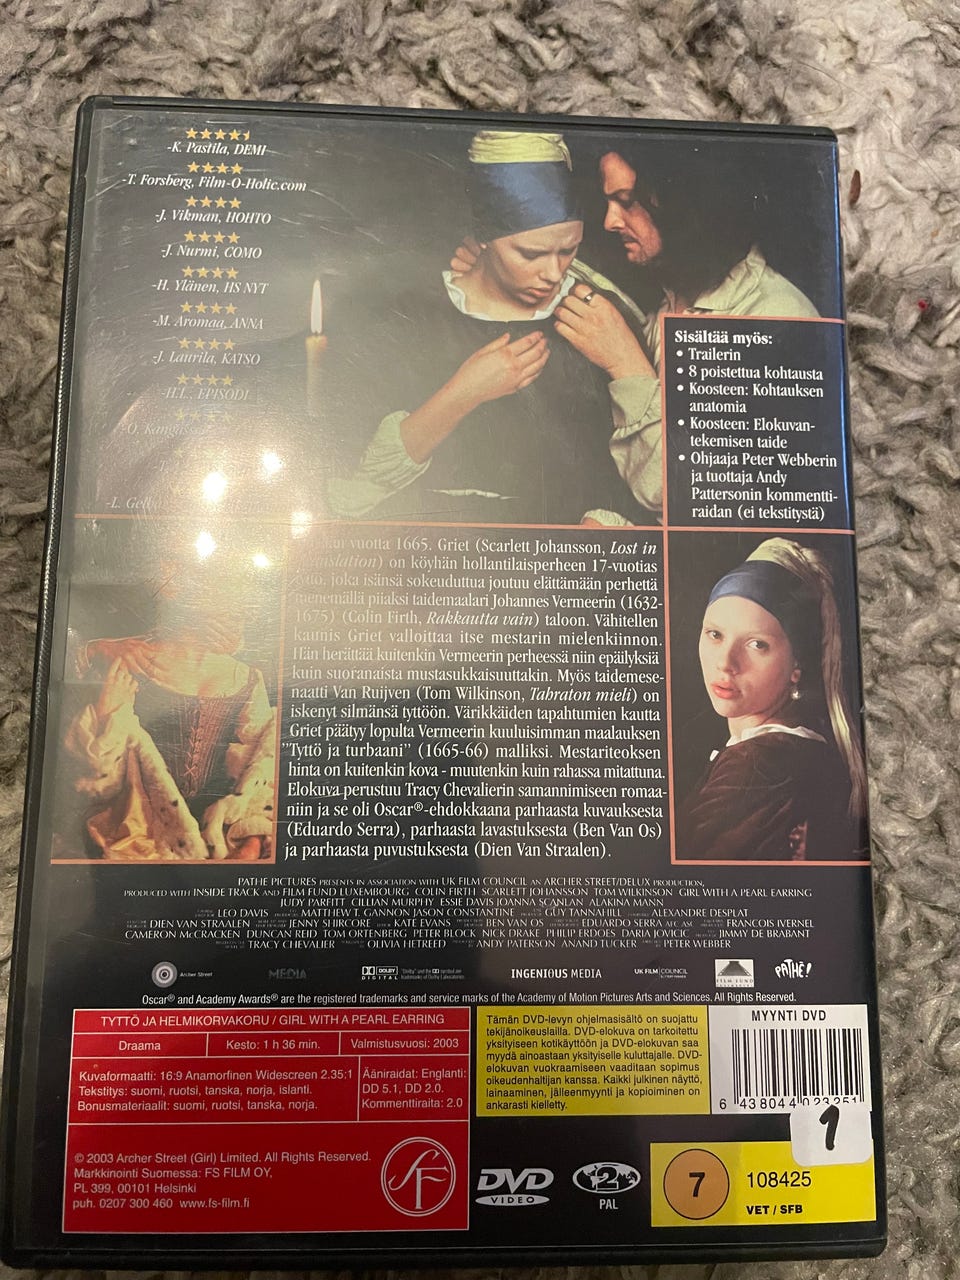 ★★★★
-K. Pastila, DEMI
★★★★
-T. Forsberg, Film-O-Holic.com
★★★★
-J. Vikman, HOHTO
★★★★
-J. Nurmi, COMO
★★★★
-H. Ylänen, HS NYT
★★★★
-M. Aromaa, ANNA
★★★★
-J. Laurila, KATSO
★★★★
-H.I., EPISODI
Sisältää myös:
• Trailerin
• 8 poistettua kohtausta
• Koosteen: Kohtauksen
anatomia
• Koosteen: Elokuvan-
tekemisen taide
• Ohjaaja Peter Webberin
ja tuottaja Andy
Pattersonin kommentti-
raidan (ei tekstitystä)
vuotta 1665. Griet (Scarlett Johansson, Lost in
on köyhän hollantilaisperheen 17-vuotias
joka isänsä sokeuduttua joutuu elättämään perhettä
menemällä piiaksi taidemaalari Johannes Vermeerin (1632-
1675) (Colin Firth, Rakkautta vain) taloon. Vähitellen
kaunis Griet valloittaa itse mestarin mielenkiinnon.
Hän herättää kuitenkin Vermeerin perheessä niin epäilyksiä
kuin suoranaista mustasukkaisuuttakin. Myös taidemese-
naatti Van Ruijven (Tom Wilkinson, Tahraton mieli) on
iskenyt silmänsä tyttöön. Värikkäiden tapahtumien kautta
Griet päätyy lopulta Vermeerin kuuluisimman maalauksen
"Tyttö ja turbaani" (1665-66) malliksi. Mestariteoksen
hinta on kuitenkin kova - muutenkin kuin rahassa mitattuna.
Elokuva perustuu Tracy Chevalierin samannimiseen romaa-
niin ja se oli Oscar®-ehdokkaana parhaasta kuvauksesta
(Eduardo Serra), parhaasta lavastuksesta (Ben Van Os)
ja parhaasta puvustuksesta (Dien Van Straalen).
PATHE PICTURES PRESENTS IN ASSOCIATION WITH UK FILM COUNCIL AN ARCHER STREET/DELUX PRODUCTION,
PRODUCED WITH INSIDE TRACK AND FILM FUND LUXEMBOURG COLIN FIRTH SCARLETT JOHANSSON TOM WILKINSON GIRL WITH A PEARL EARRING
JUDY PARFITT CILLIAN MURPHY ESSIE DAVIS JOANNA SCANLAN ALAKINA MANN
LEO DAVIS MATTHEW T. GANNON JASON CONSTANTINE GUY TANNAHILL ALEXANDRE DESPLAT
DIEN VAN STRAALEN JENNY SHIRCORE KATE EVANS BEN VAN OS EDUARDO SERRA AFC, ASC FRANCOIS IVERNEL
CAMERON McCRACKEN DUNCAN REID TOM ORTENBERG PETER BLOCK NICK DRAKE PHILIP ERDOES DARIA JOVICIC JIMMY DE BRABANT
TRACY CHEVALIER OLIVIA HETREED ANDY PATERSON ANAND TUCKER PETER WEBBER
Archer Street
MEDIA
DOLBY DIGITAL
"Dolby" and the symbol are trademarks of Dolby Laboratories.
INGENIOUS MEDIA
UK FILM COUNCIL
FILM FUND
PATHÉ!
Oscar® and Academy Awards® are the registered trademarks and service marks of the Academy of Motion Pictures Arts and Sciences. All Rights Reserved.
TYTTÖ JA HELMIKORVAKORU / GIRL WITH A PEARL EARRING
Draama
Kesto: 1 h 36 min.
Valmistusvuosi: 2003
Kuvaformaatti: 16:9 Anamorfinen Widescreen 2.35:1
Tekstitys: suomi, ruotsi, tanska, norja, islanti.
Bonusmateriaalit: suomi, ruotsi, tanska, norja.
Ääniraidat: Englanti:
DD 5.1, DD 2.0.
Kommenttiraita: 2.0
© 2003 Archer Street (Girl) Limited. All Rights Reserved.
Markkinointi Suomessa: FS FILM OY,
PL 399, 00101 Helsinki
puh. 0207 300 460 www.fs-film.fi
SF
Tämän DVD-levyn ohjelmasisältö on suojattu
tekijänoikeuslailla. DVD-elokuva on tarkoitettu
yksityiseen kotikäyttöön ja DVD-elokuvan saa
myydä ainoastaan yksityiselle kuluttajalle. DVD-
elokuvan vuokraamiseen vaaditaan sopimus
oikeudenhaltijan kanssa. Kaikki julkinen näyttö,
lainaaminen, jälleenmyynti ja kopioiminen on
ankarasti kielletty.
MYYNTI DVD
6 438044 023251
1
DVD
VIDEO
2
PAL
7
108425
VET / SFB